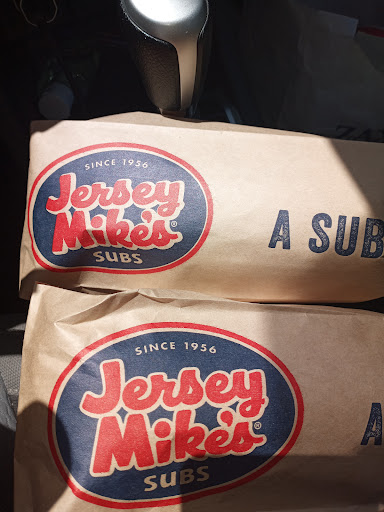 SINCE 1956
Jersey
Mike's®
SUBS
A SUB
SINCE 1956
Jersey
Mike's®
SUBS
A